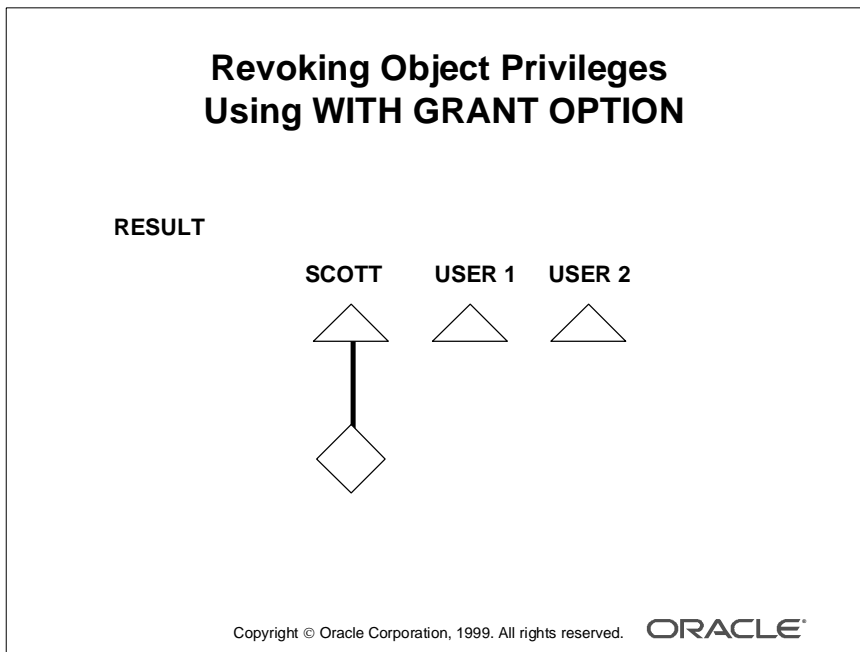 Revoking Object Privileges
Using WITH GRANT OPTION
RESULT
SCOTT USER 1 USER 2
Copyright © Oracle Corporation, 1999. All rights reserved. ORACLE®